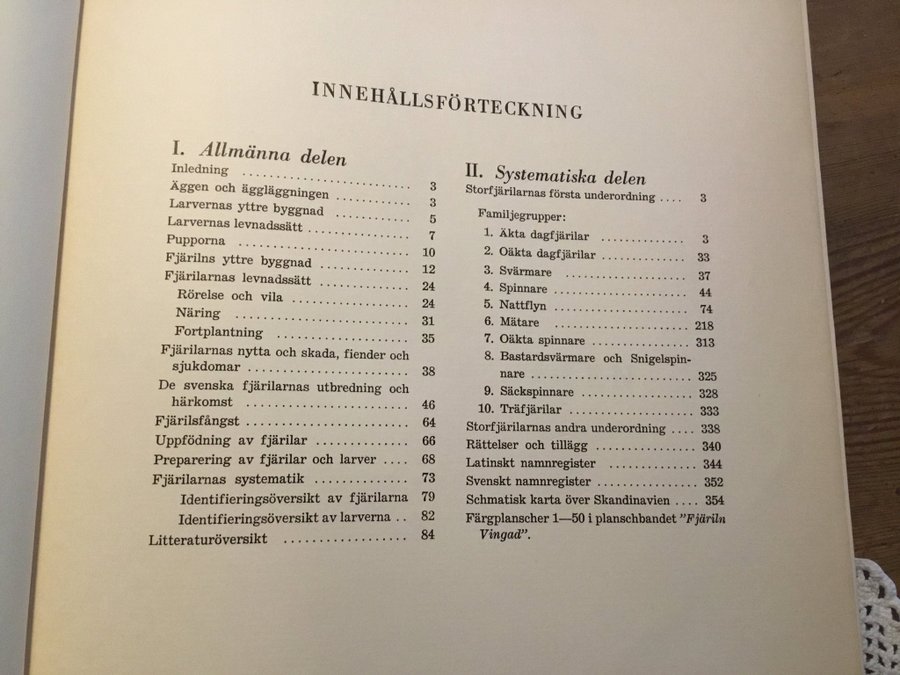 INNEHÅLLSFÖRTECKNING
I. Allmänna delen
Inledning .............................. 3
Äggen och äggläggningen ............ 3
Larvernas yttre byggnad ............ 5
Larvernas levnadssätt ............... 7
Pupporna .............................. 10
Fjärilns yttre byggnad ............... 12
Fjärilarnas levnadssätt ............... 24
Rörelse och vila ..................... 24
Näring .............................. 31
Fortplantning ..................... 35
Fjärilarnas nytta och skada, fiender och
sjukdomar .............................. 38
De svenska fjärilarnas utbredning och
härkomst .............................. 46
Fjärilsfångst .............................. 64
Uppfödning av fjärilar ............... 66
Preparering av fjärilar och larver .... 68
Fjärilarnas systematik ............... 73
Identifieringsöversikt av fjärilarna 79
Identifieringsöversikt av larverna .. 82
Litteraturöversikt ..................... 84
II. Systematiska delen
Storfjärilarnas första underordning .... 3
Familjegrupper:
1. Äkta dagfjärilar ............... 3
2. Oäkta dagfjärilar ............... 33
3. Svärmare ..................... 37
4. Spinnare ........................ 44
5. Nattflyn ........................ 74
6. Mätare ........................ 218
7. Oäkta spinnare .................. 313
8. Bastardsvärmare och Snigelspin-
nare .............................. 325
9. Säckspinnare .................. 328
10. Träfjärilar ..................... 333
Storfjärilarnas andra underordning .... 338
Rättelser och tillägg .................. 340
Latinskt namnregister ............... 344
Svenskt namnregister ............... 352
Schmatisk karta över Skandinavien .... 354
Färgplanscher 1—50 i planschbandet "Fjäriln
Vingad".